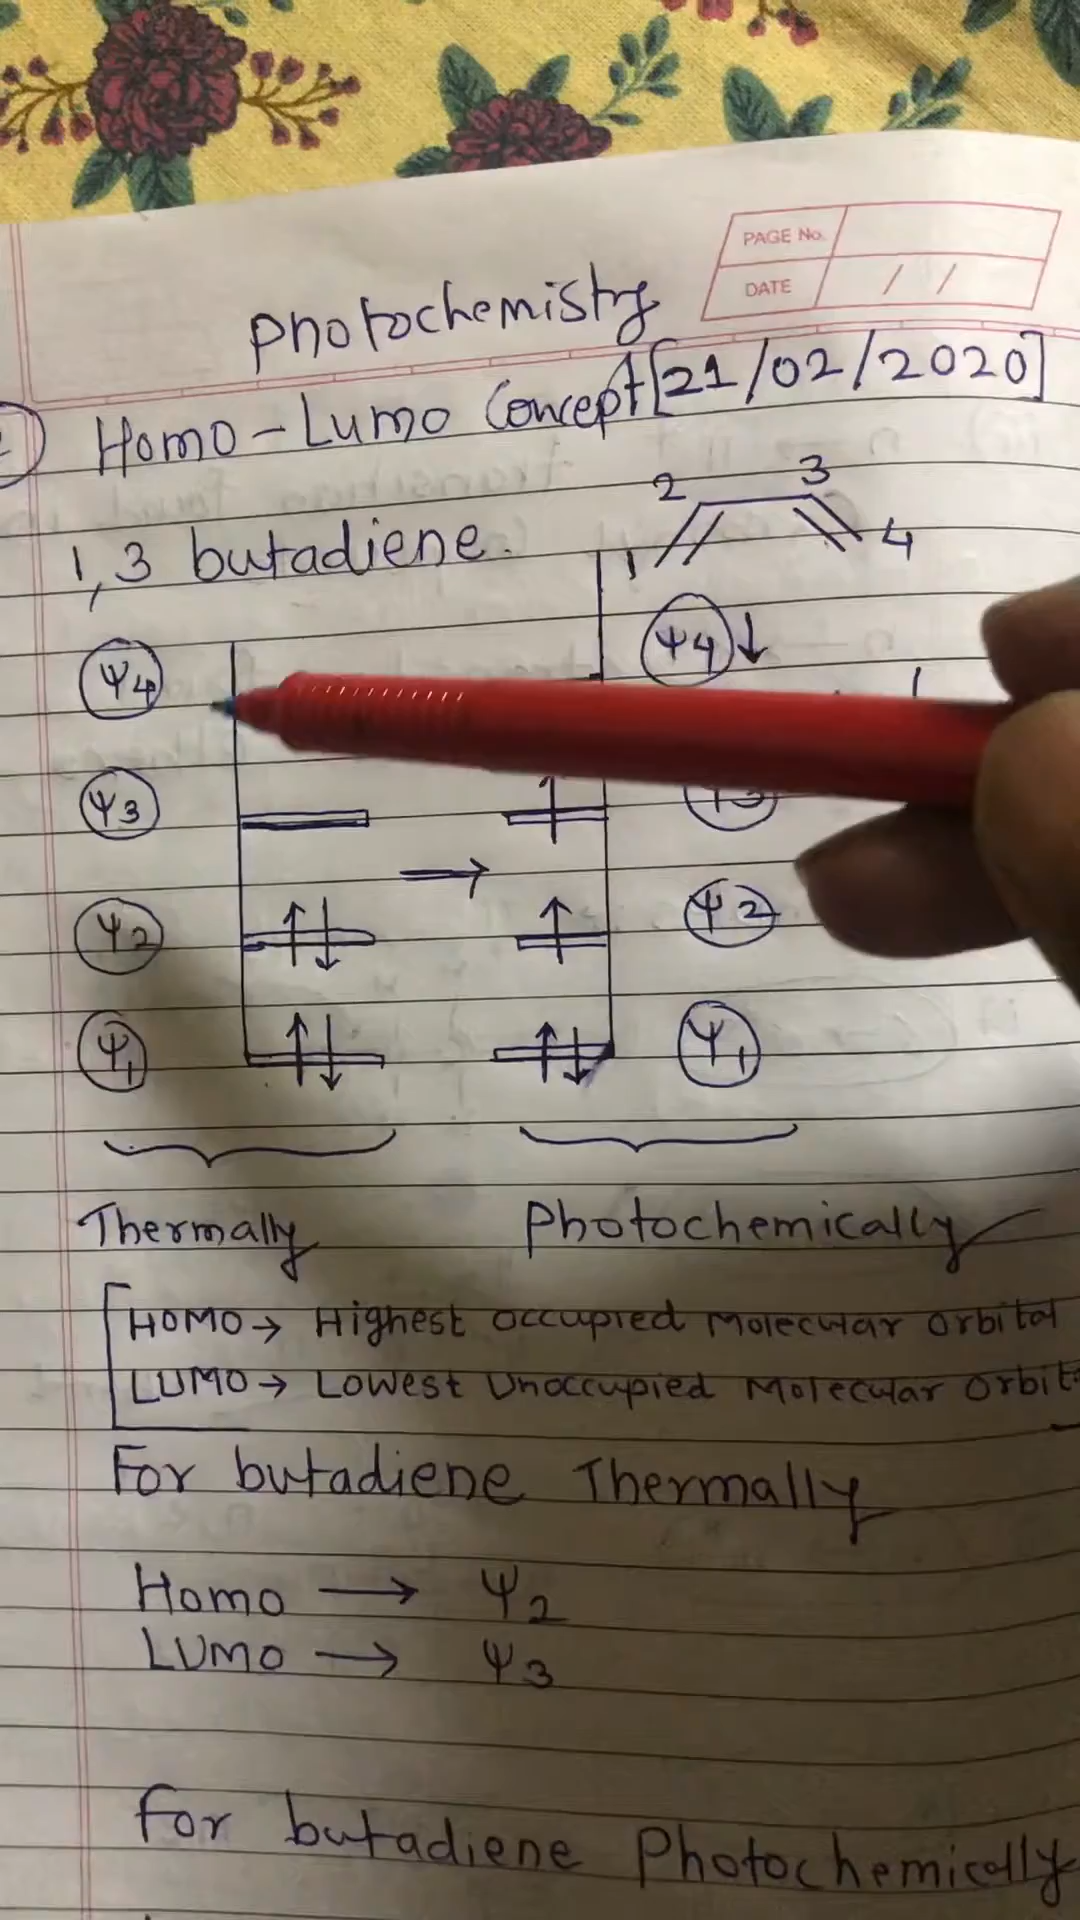 PAGE No.
DATE / /
Photochemistry
Homo - Lumo Concept [21/02/2020]
1,3 butadiene.
1 2 3 4
Ψ4 Ψ4 ↓
Ψ3
Ψ2 → Ψ2
Ψ1 Ψ1
Thermally Photochemically
HOMO → Highest Occupied Molecular Orbital
LUMO → Lowest Unoccupied Molecular Orbit
For butadiene Thermally
Homo → Ψ2
LUMO → Ψ3
For butadiene Photochemically